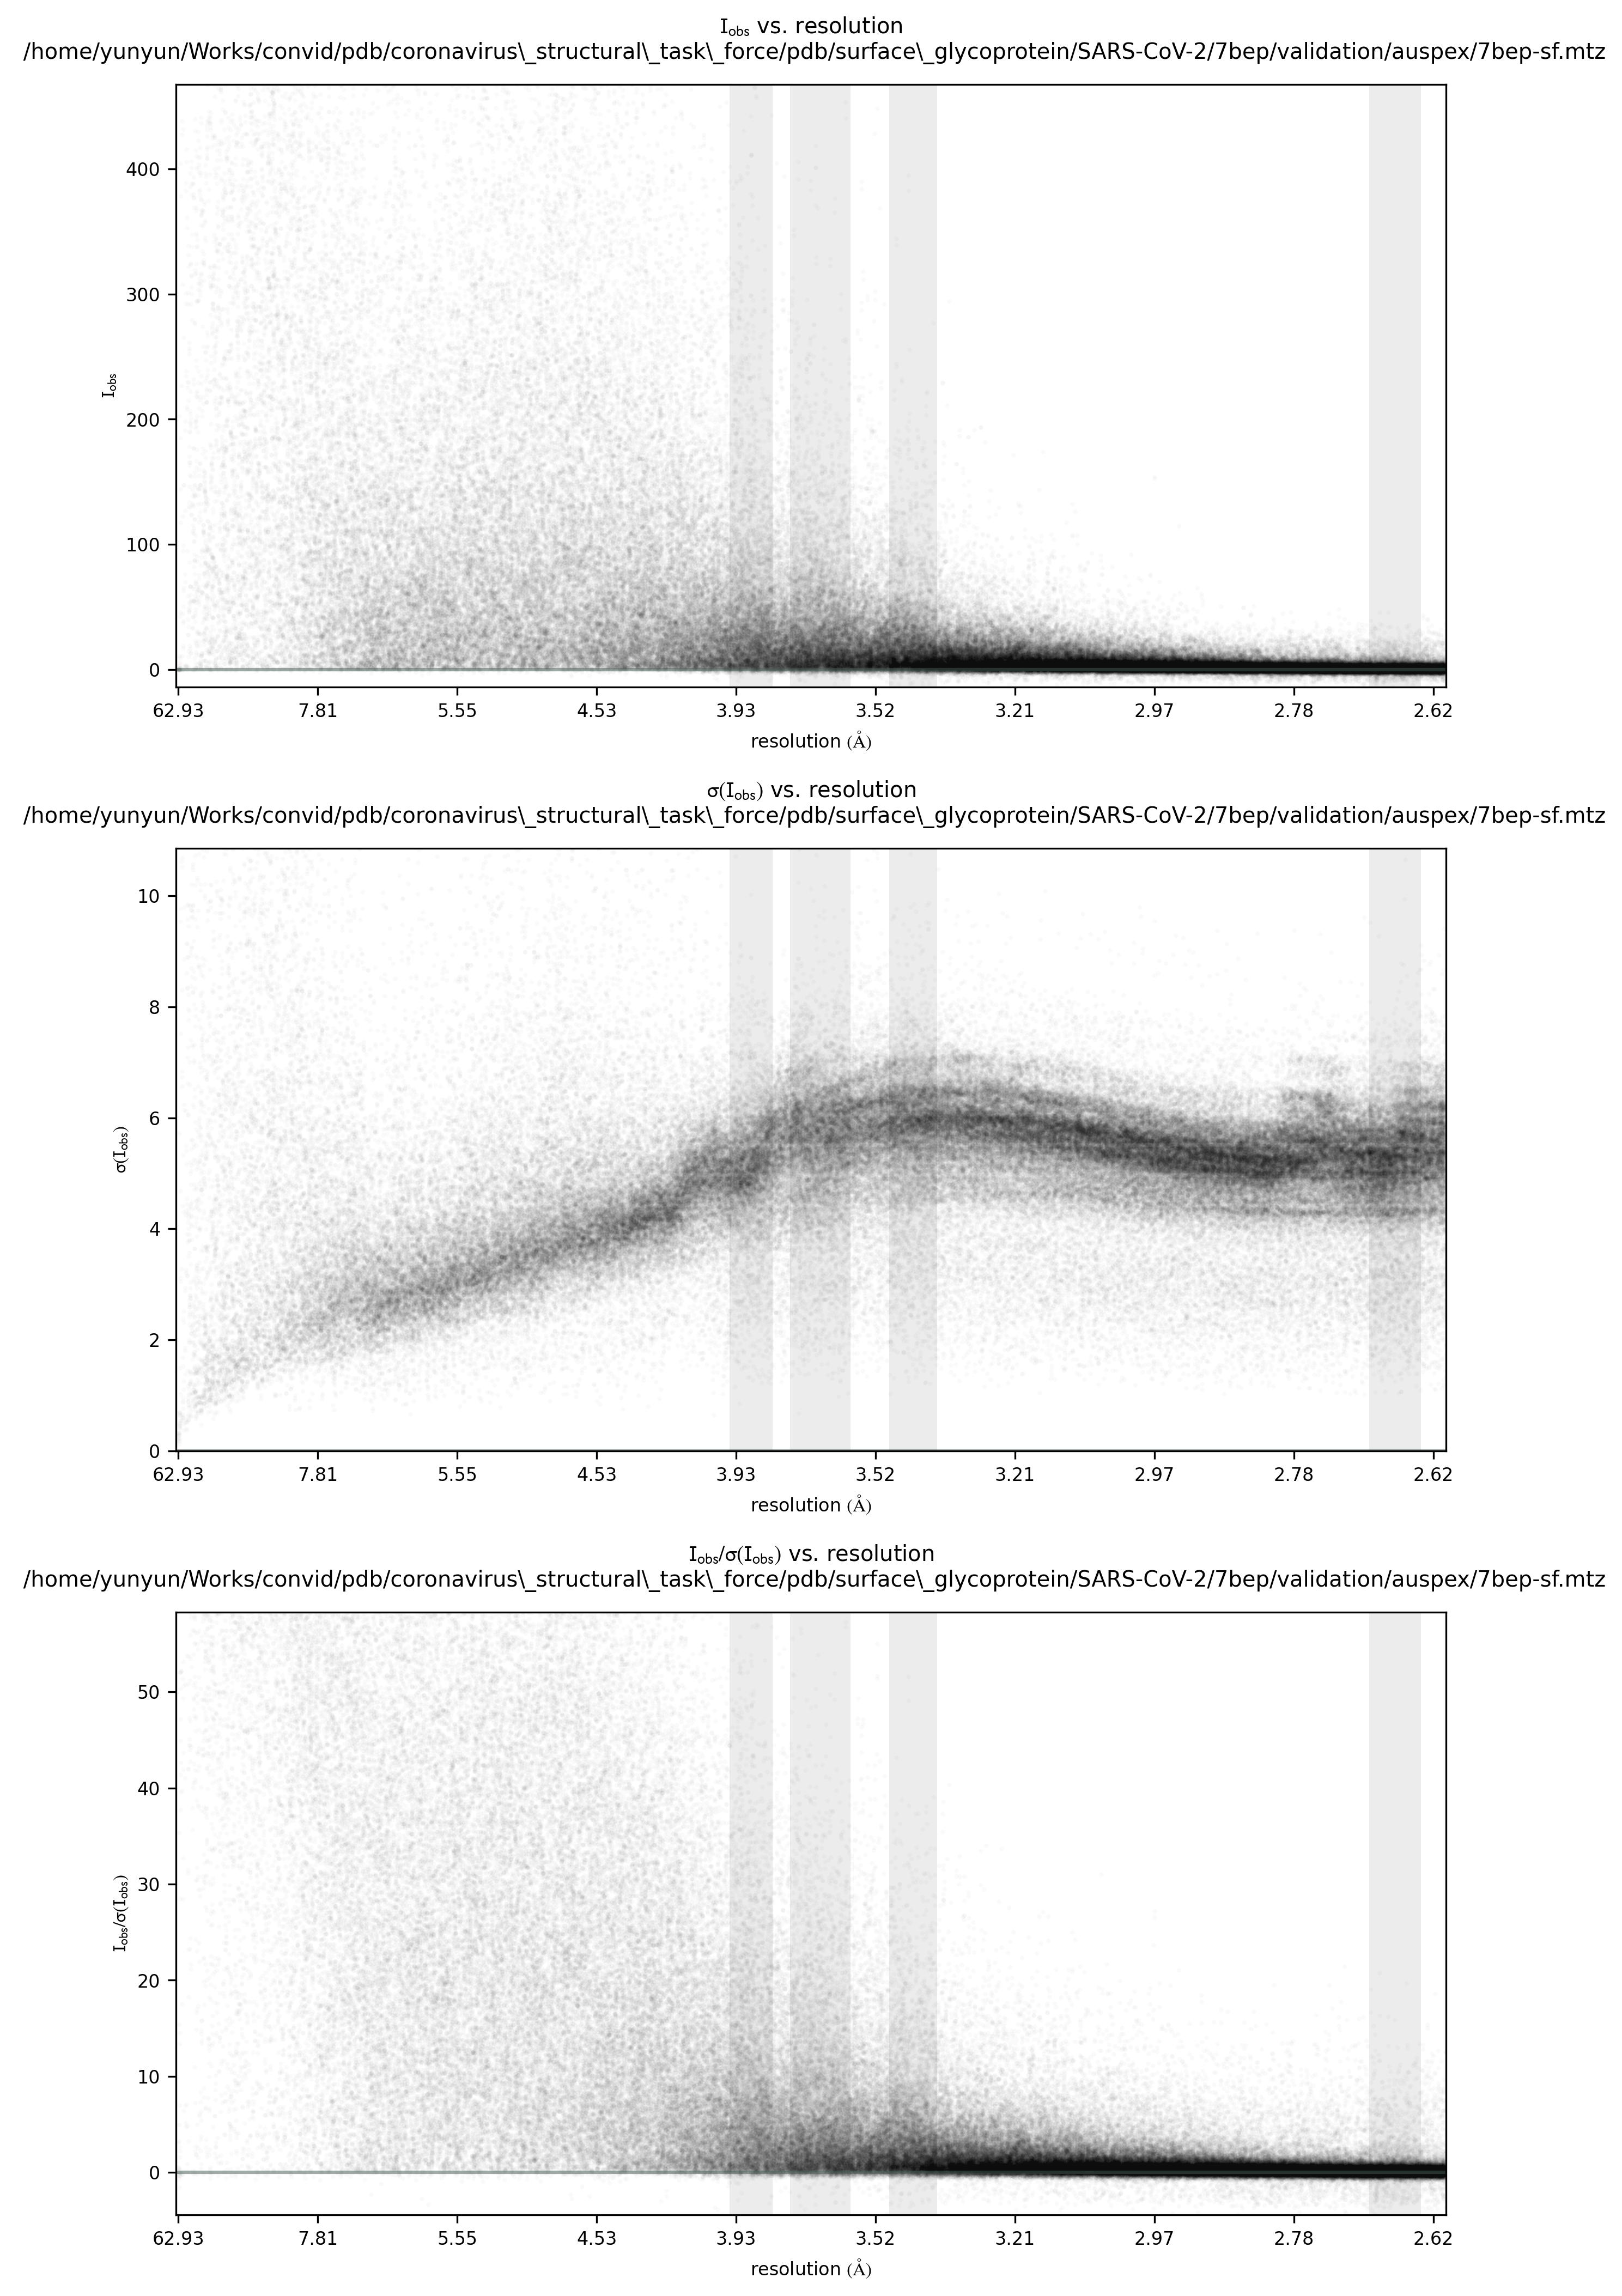 Iobs vs. resolution
/home/yunyun/Works/convid/pdb/coronavirus\_structural\_task\_force/pdb/surface\_glycoprotein/SARS-CoV-2/7bep/validation/auspex/7bep-sf.mtz
400
300
200
100
0
Iobs
62.93 7.81 5.55 4.53 3.93 3.52 3.21 2.97 2.78 2.62
resolution (Å)
σ(Iobs) vs. resolution
/home/yunyun/Works/convid/pdb/coronavirus\_structural\_task\_force/pdb/surface\_glycoprotein/SARS-CoV-2/7bep/validation/auspex/7bep-sf.mtz
10
8
6
4
2
0
σ(Iobs)
62.93 7.81 5.55 4.53 3.93 3.52 3.21 2.97 2.78 2.62
resolution (Å)
Iobs/σ(Iobs) vs. resolution
/home/yunyun/Works/convid/pdb/coronavirus\_structural\_task\_force/pdb/surface\_glycoprotein/SARS-CoV-2/7bep/validation/auspex/7bep-sf.mtz
50
40
30
20
10
0
Iobs/σ(Iobs)
62.93 7.81 5.55 4.53 3.93 3.52 3.21 2.97 2.78 2.62
resolution (Å)